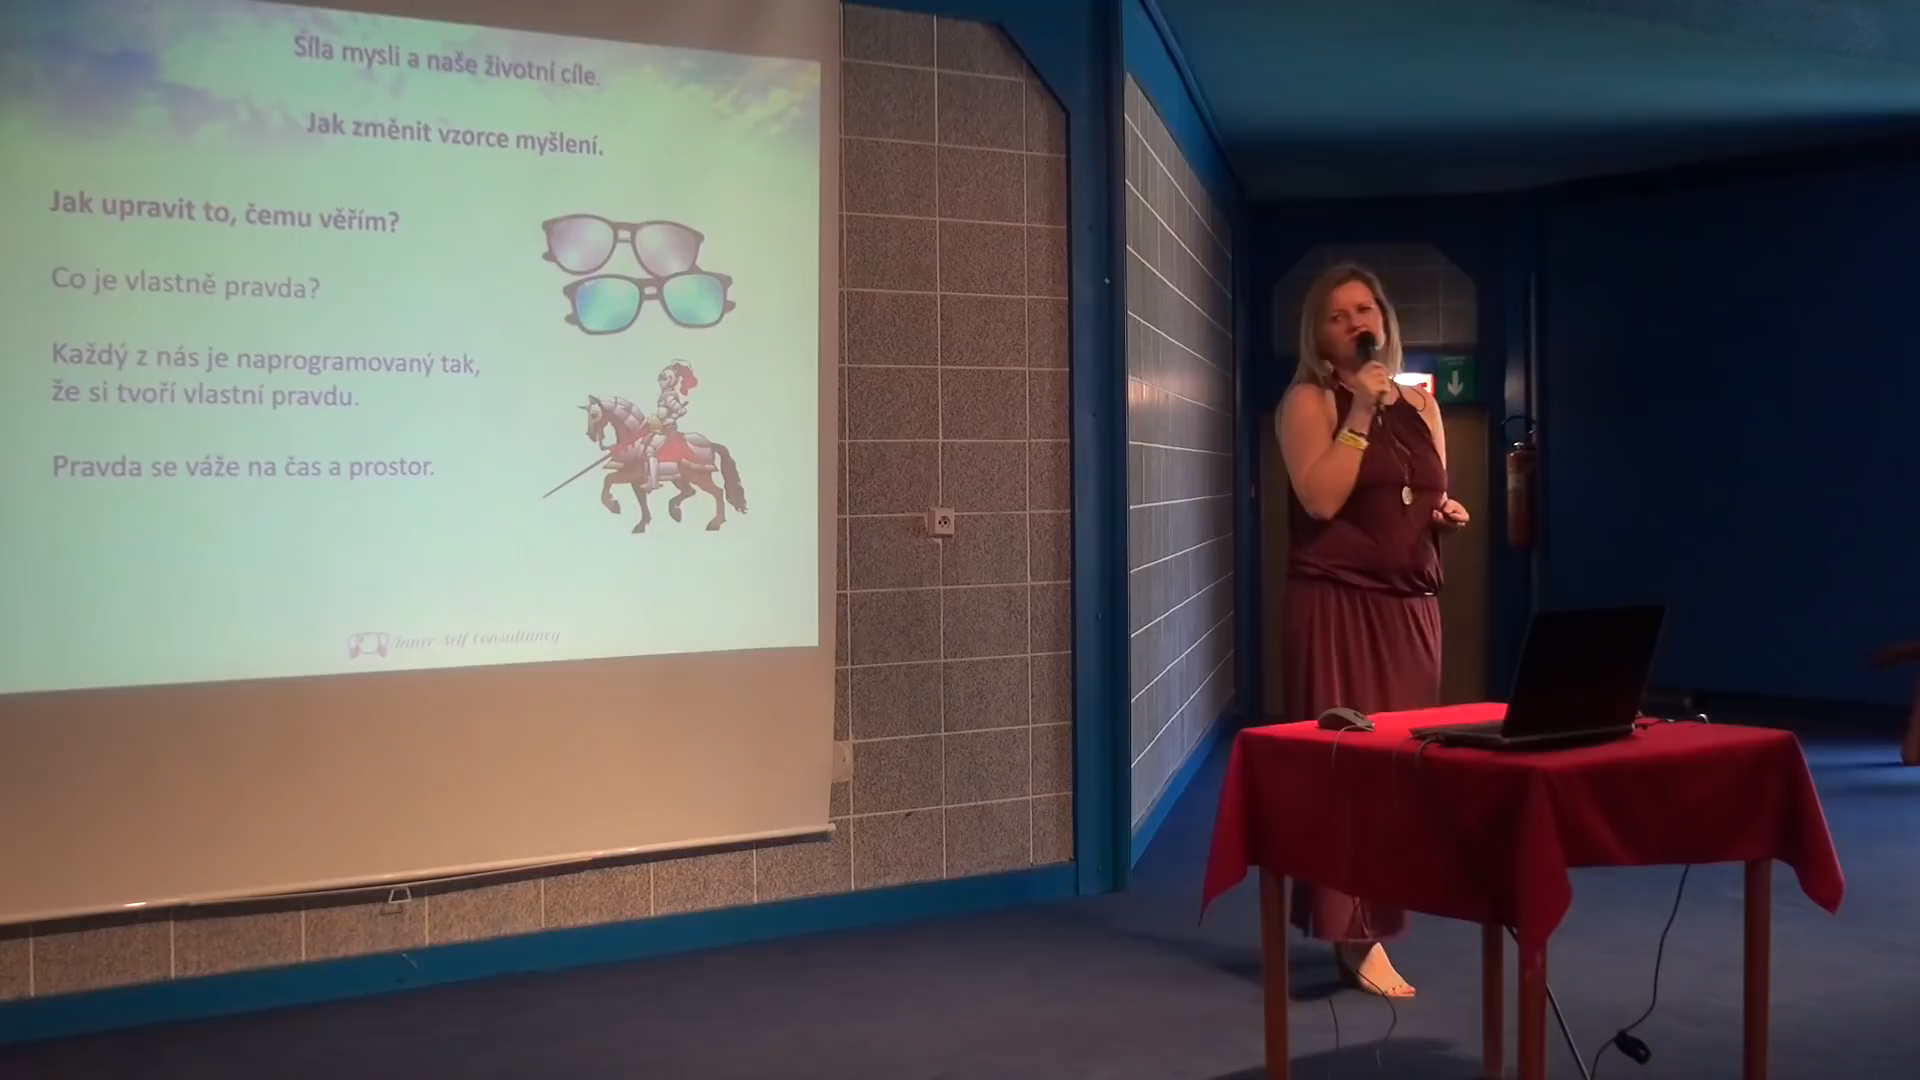 Síla mysli a naše životní cíle.
Jak změnit vzorce myšlení.
Jak upravit to, čemu věřím?
Co je vlastně pravda?
Každý z nás je naprogramovaný tak,
že si tvoří vlastní pravdu.
Pravda se váže na čas a prostor.
Inner Self Consultancy